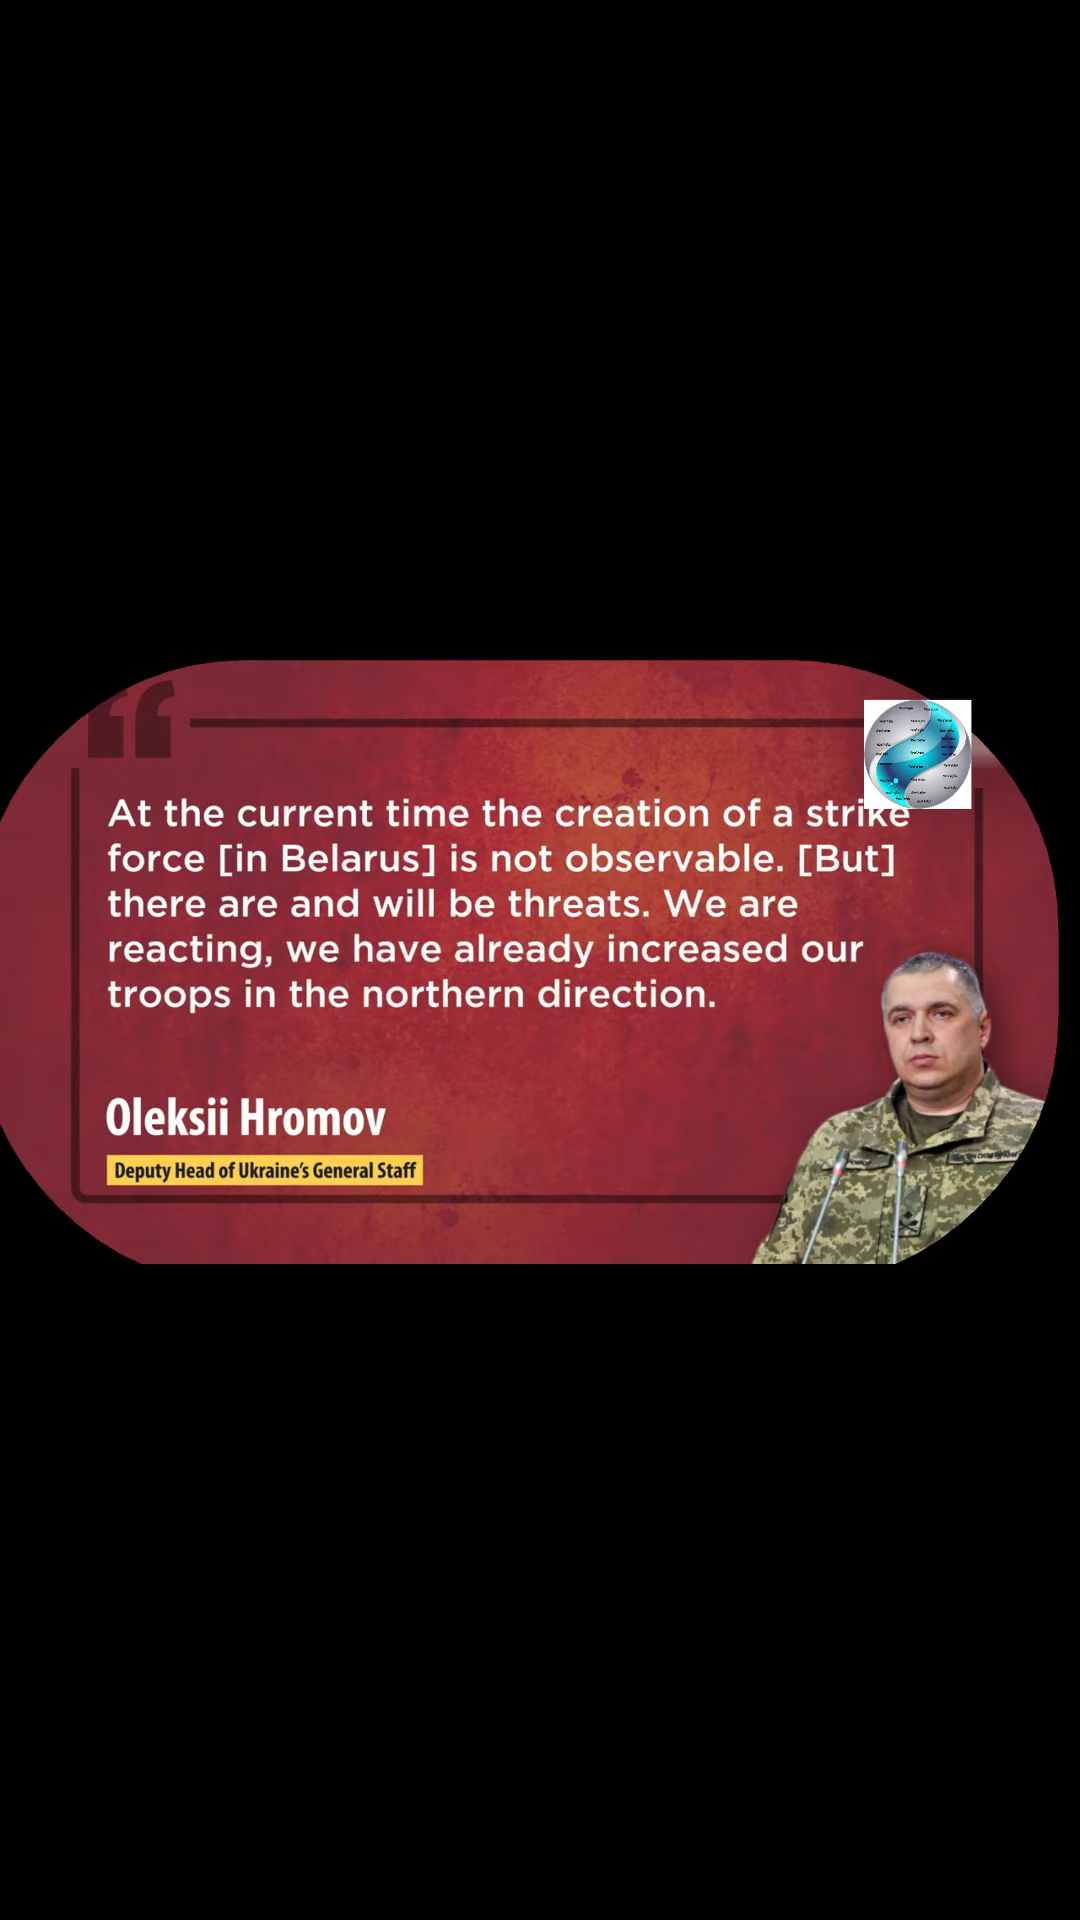 At the current time the creation of a strike
force [in Belarus] is not observable. [But]
there are and will be threats. We are
reacting, we have already increased our
troops in the northern direction.
Oleksii Hromov
Deputy Head of Ukraine's General Staff